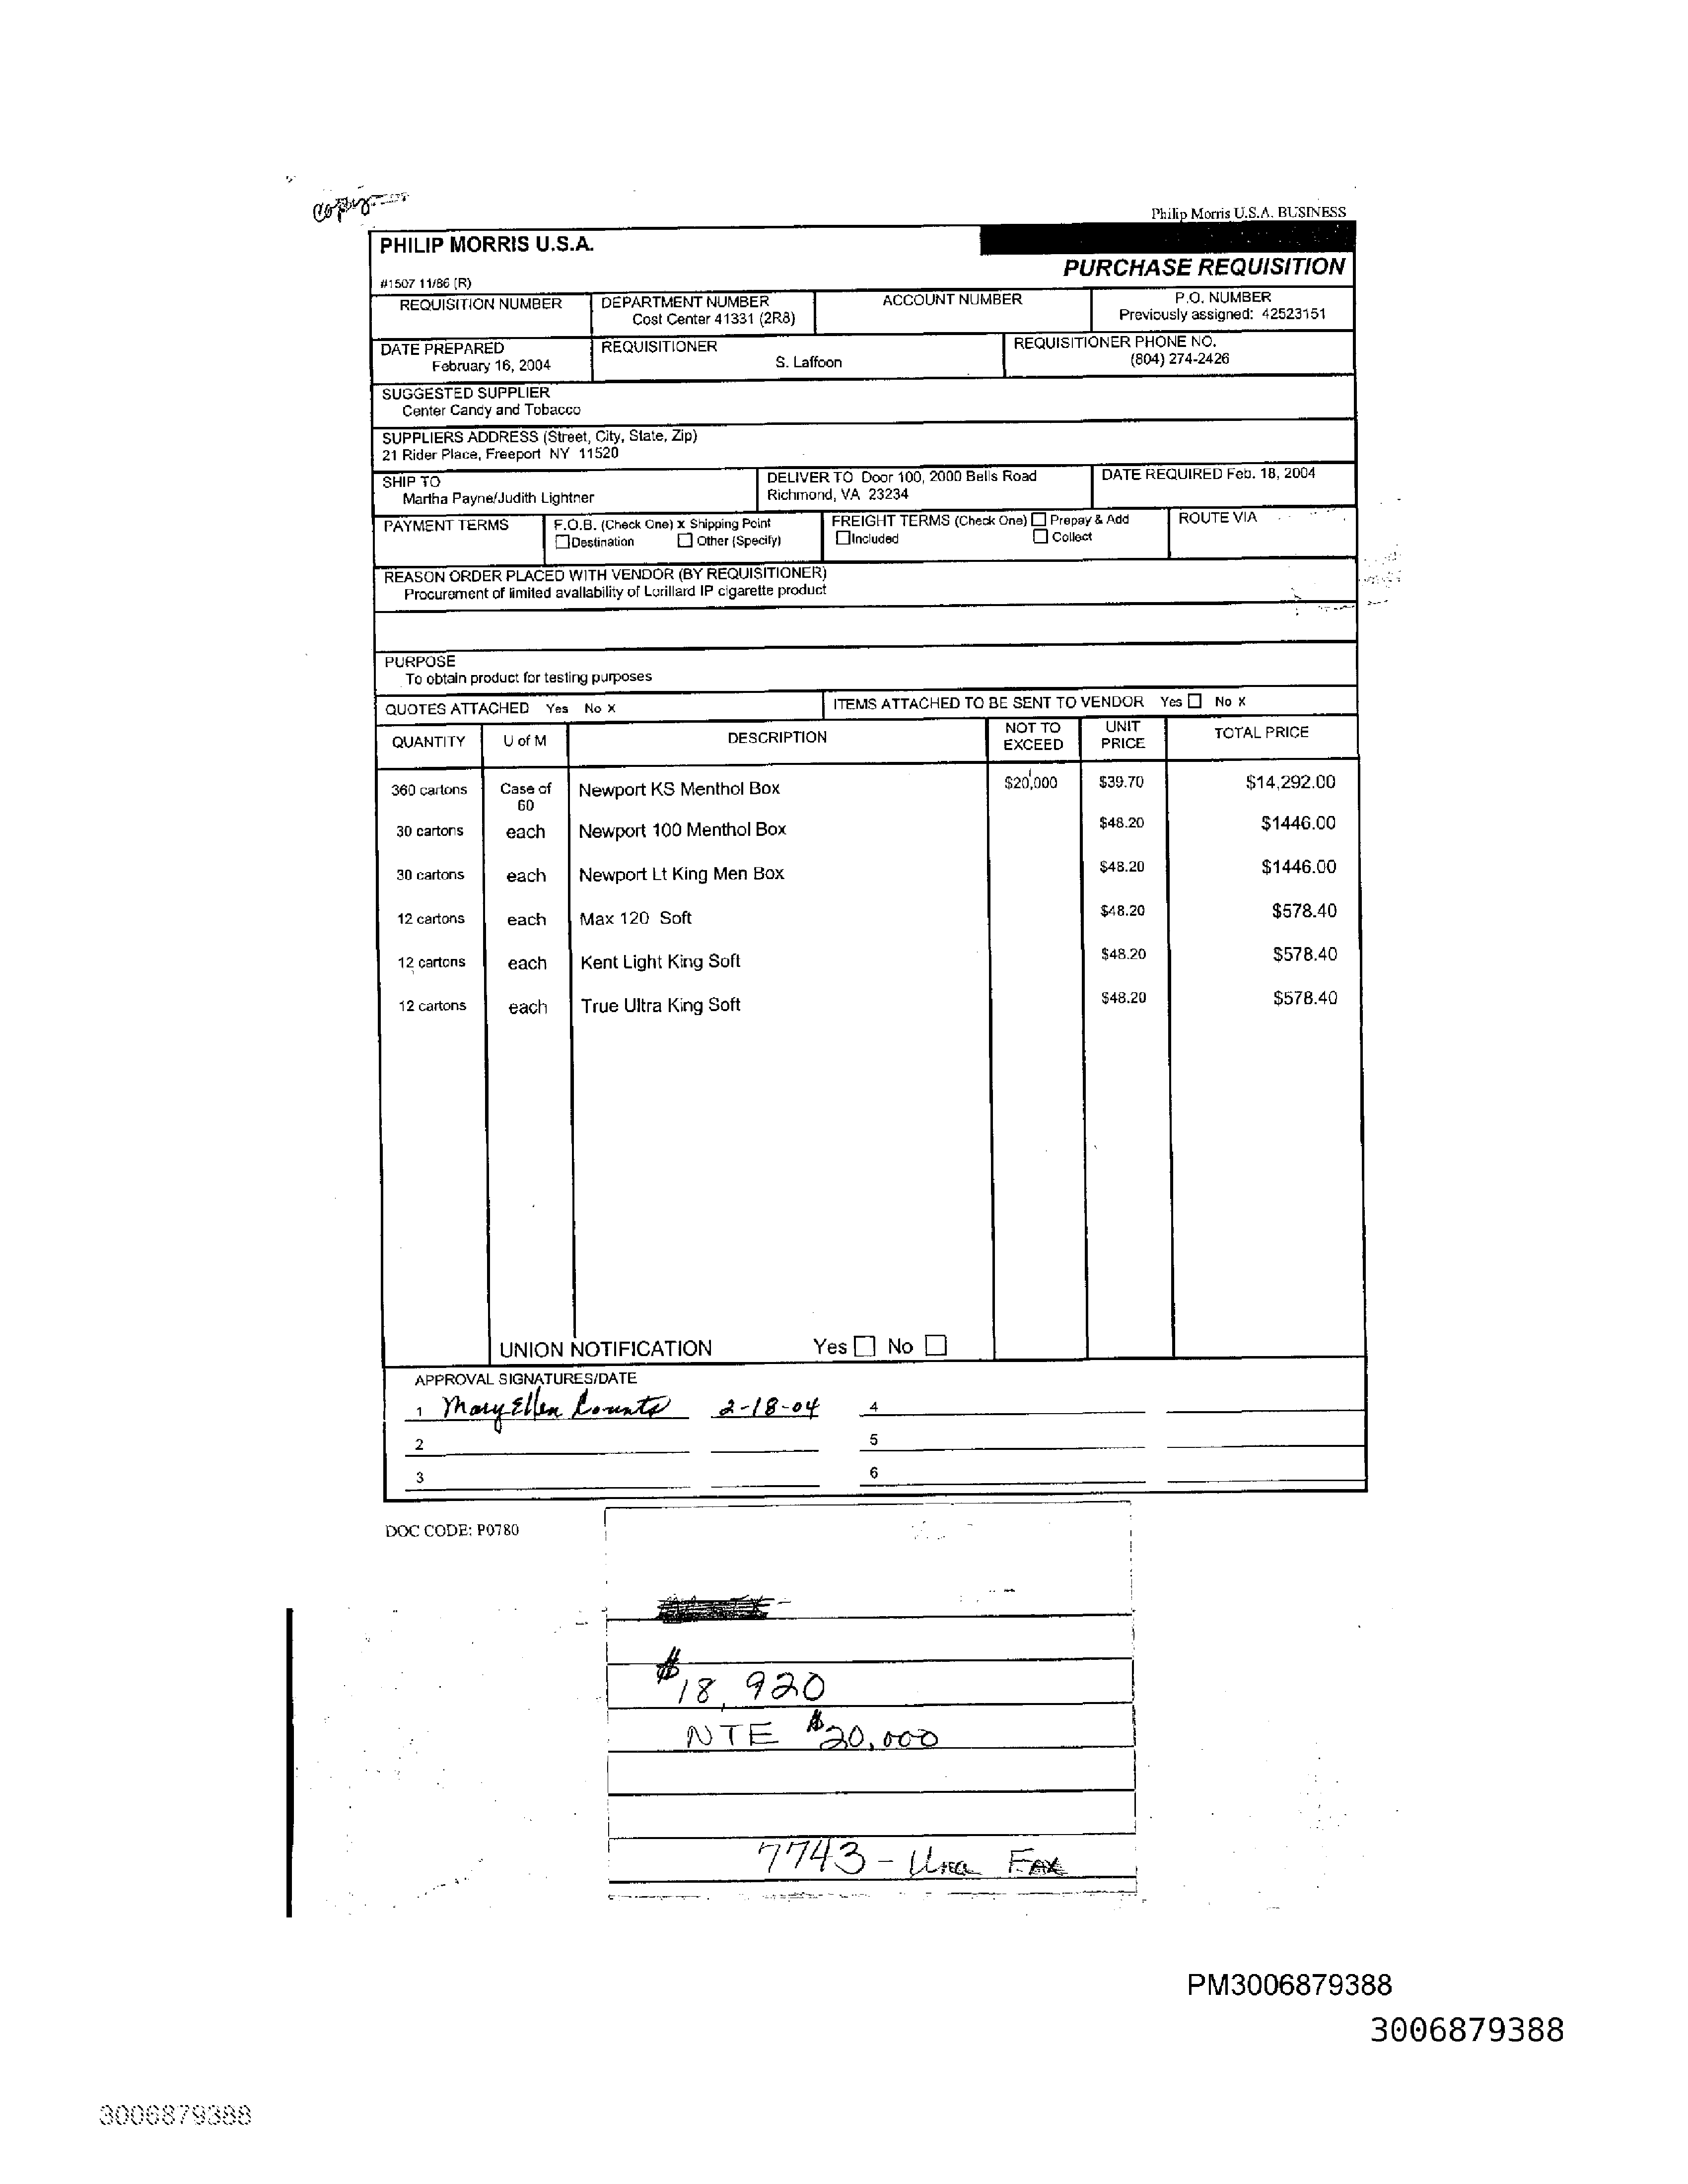 copy
Philip Morris U.S.A. BUSINESS
PHILIP MORRIS U.S.A.
PURCHASE REQUISITION
#1507 11/86 (R)
REQUISITION NUMBER DEPARTMENT NUMBER ACCOUNT NUMBER P.O. NUMBER
Cost Center 41331 (2R8) Previously assigned: 42523151
DATE PREPARED REQUISITIONER REQUISITIONER PHONE NO.
February 16, 2004 S. Laffoon (804) 274-2426
SUGGESTED SUPPLIER
Center Candy and Tobacco
SUPPLIERS ADDRESS (Street, City, State, Zip)
21 Rider Place, Freeport NY 11520
SHIP TO DELIVER TO Door 100, 2000 Bells Road DATE REQUIRED Feb. 18, 2004
Martha Payne/Judith Lightner Richmond, VA 23234
PAYMENT TERMS F.O.B. (Check One) x Shipping Point FREIGHT TERMS (Check One) ☐ Prepay & Add ROUTE VIA
☐ Destination ☐ Other (Specify) ☐ Included ☐ Collect
REASON ORDER PLACED WITH VENDOR (BY REQUISITIONER)
Procurement of limited availability of Lorillard IP cigarette product
PURPOSE
To obtain product for testing purposes
QUOTES ATTACHED Yes No X ITEMS ATTACHED TO BE SENT TO VENDOR Yes ☐ No X
QUANTITY U of M DESCRIPTION NOT TO EXCEED UNIT PRICE TOTAL PRICE
360 cartons Case of 60 Newport KS Menthol Box $20,000 $39.70 $14,292.00
30 cartons each Newport 100 Menthol Box $48.20 $1446.00
30 cartons each Newport Lt King Men Box $48.20 $1446.00
12 cartons each Max 120 Soft $48.20 $578.40
12 cartons each Kent Light King Soft $48.20 $578.40
12 cartons each True Ultra King Soft $48.20 $578.40
UNION NOTIFICATION Yes ☐ No ☐
APPROVAL SIGNATURES/DATE
1 Mary Ellen Counts 2-18-04 4
2 5
3 6
DOC CODE: P0780
$18,920
NTE $20,000
7743 - Fax
PM3006879388
3006879388
3006879388